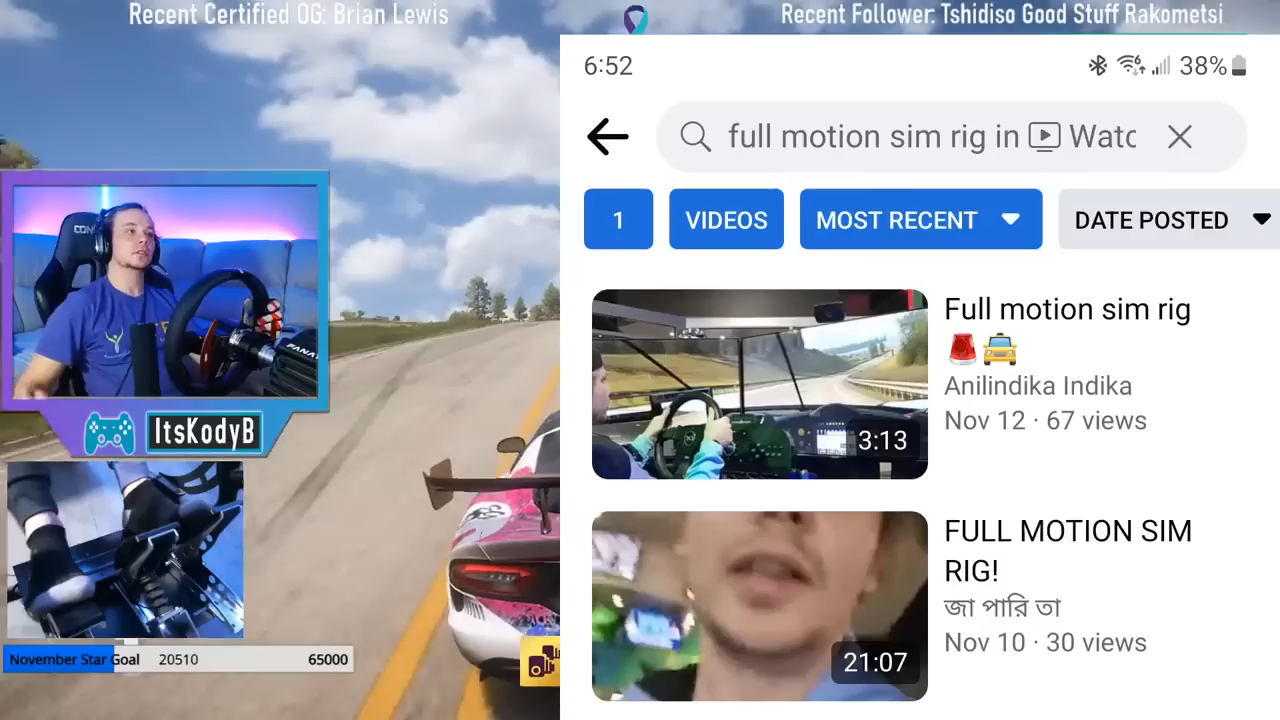 Recent Certified OG: Brian Lewis
Recent Follower: Tshidiso Good Stuff Rakometsi
6:52
38%
full motion sim rig in Watc
1
VIDEOS
MOST RECENT
DATE POSTED
Full motion sim rig
🚨🚖
Anilindika Indika
Nov 12 · 67 views
3:13
FULL MOTION SIM
RIG!
জা পারি তা
Nov 10 · 30 views
21:07
ItsKodyB
November Star Goal 20510 65000